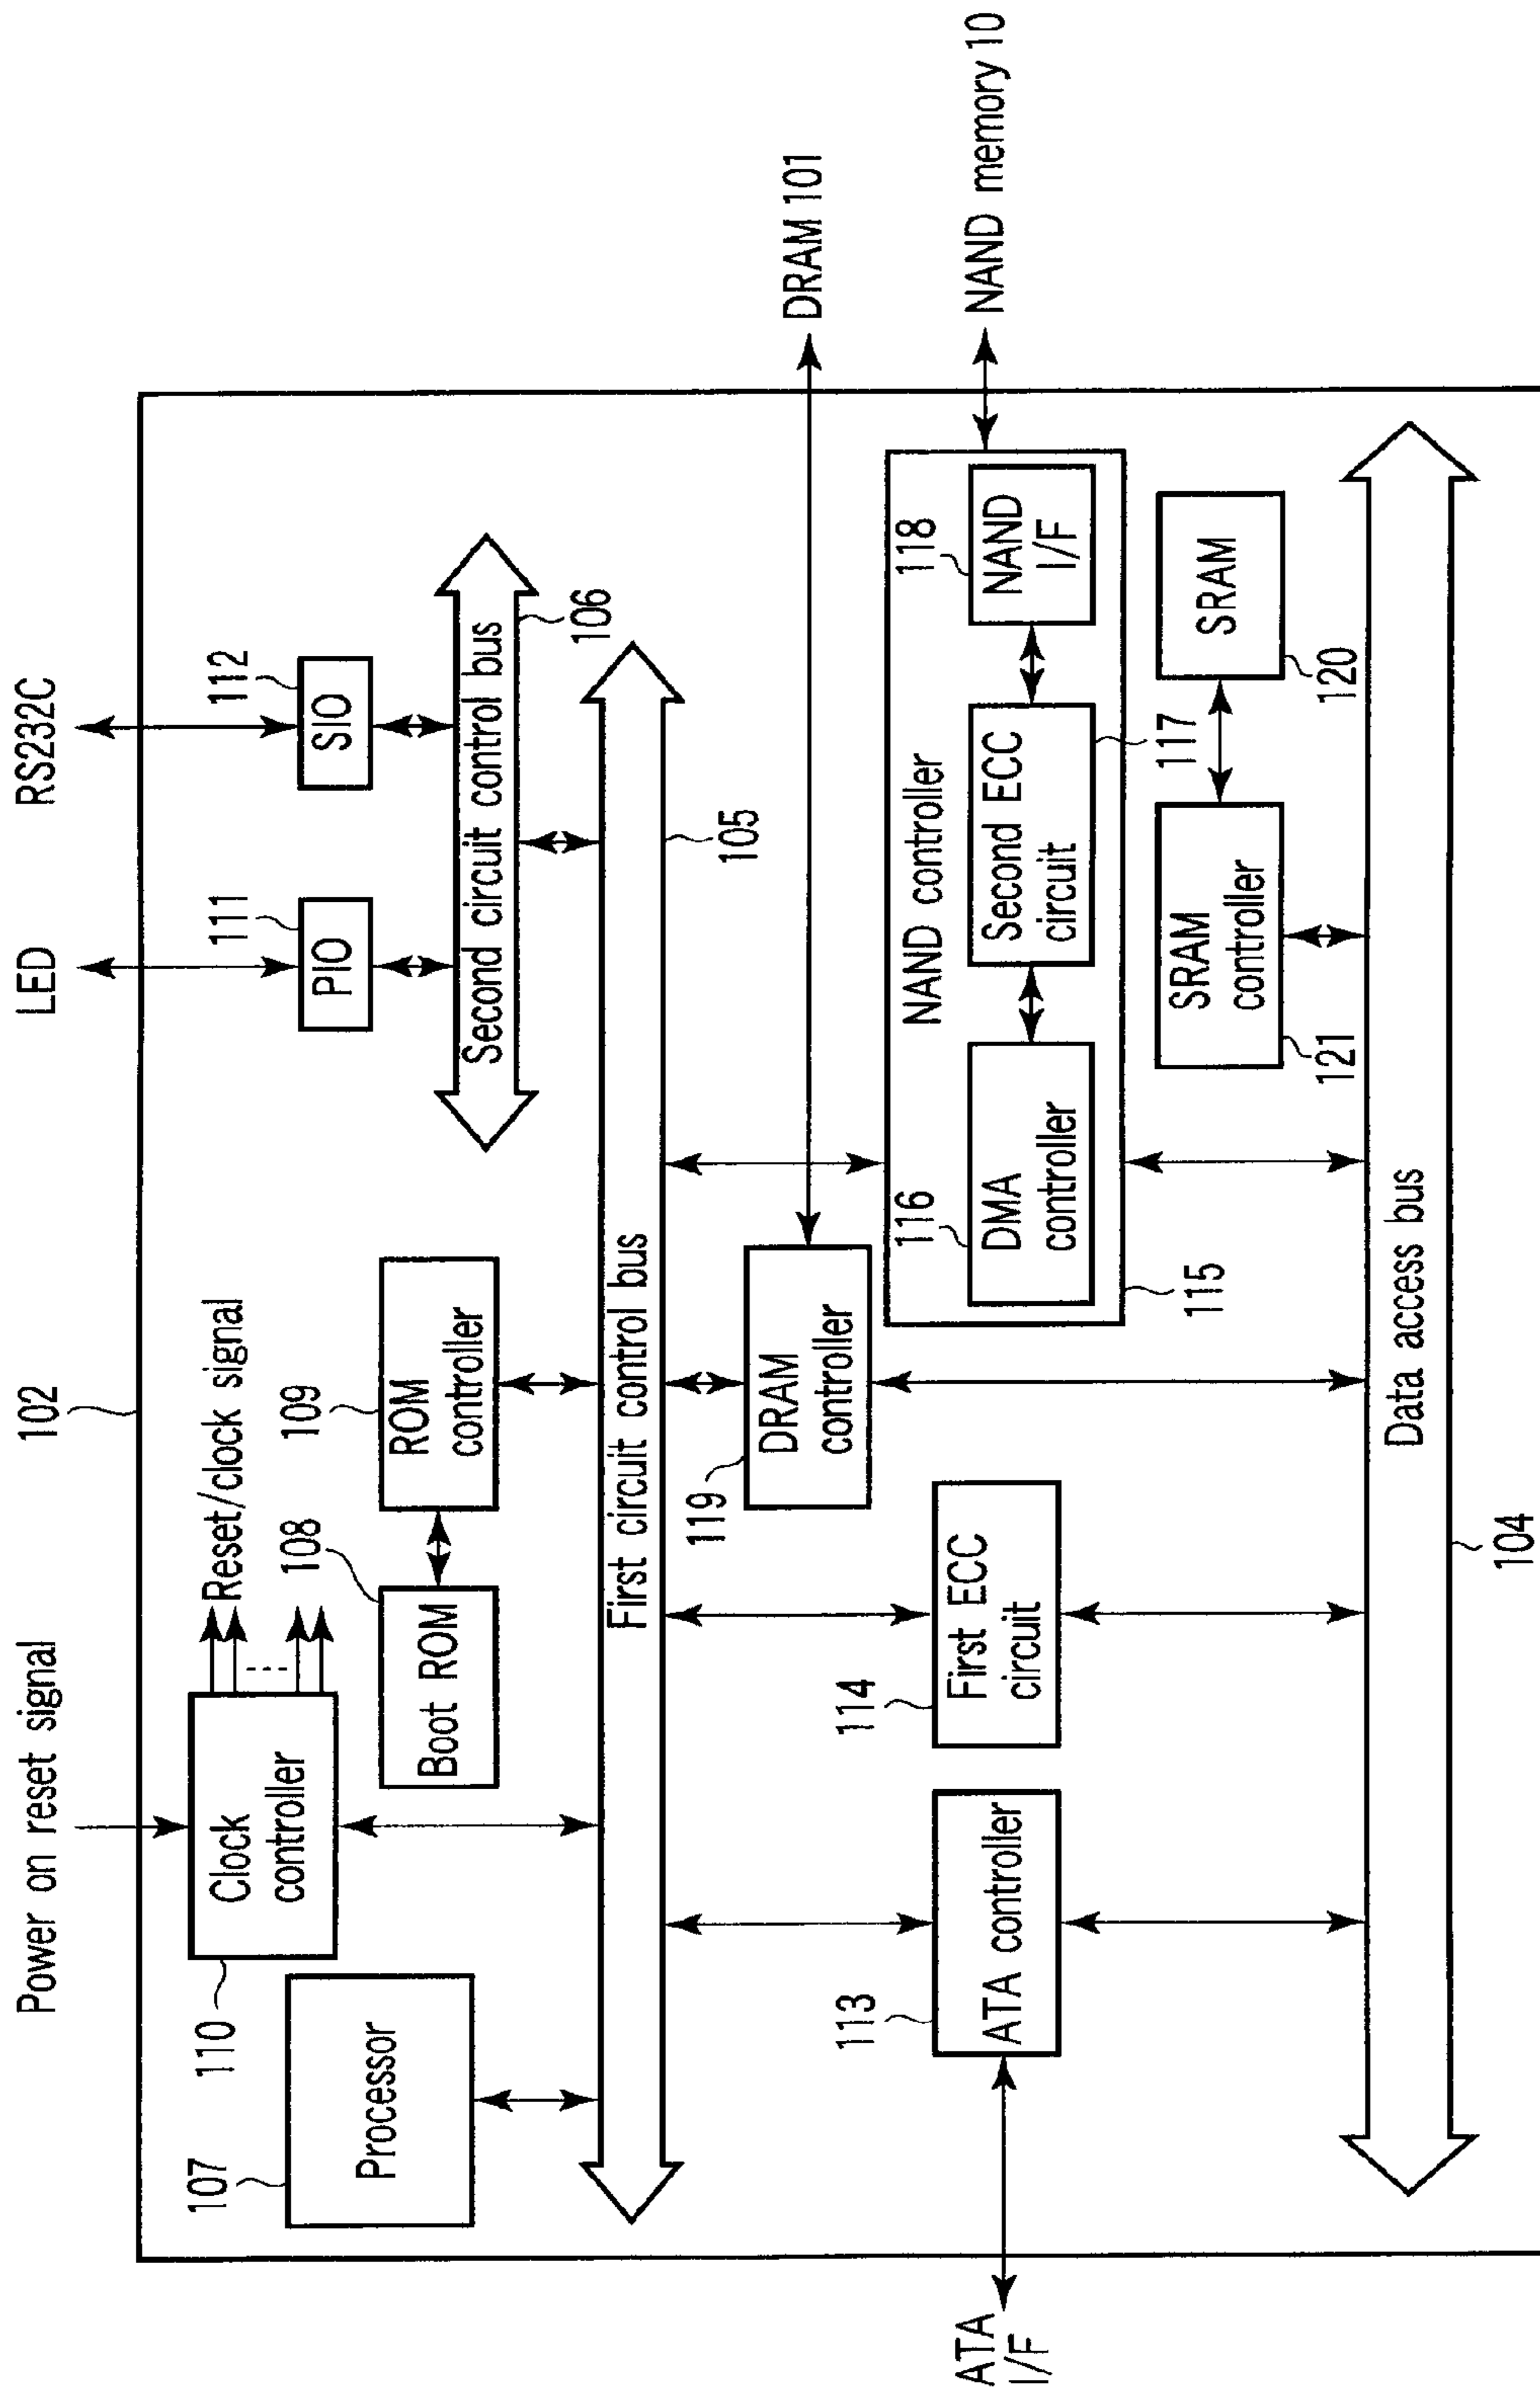 Power on reset signal
102
LED
RS232C
110
Clock
controller
Reset/clock signal
107
Processor
108
Boot ROM
109
ROM
controller
111
PIO
112
SIO
Second circuit control bus
106
First circuit control bus
105
119
DRAM
controller
DRAM 101
ATA
I/F
113
ATA controller
114
First ECC
circuit
NAND controller
116
DMA
controller
Second ECC
circuit
117
118
NAND
I/F
NAND memory 10
115
121
SRAM
controller
120
SRAM
Data access bus
104